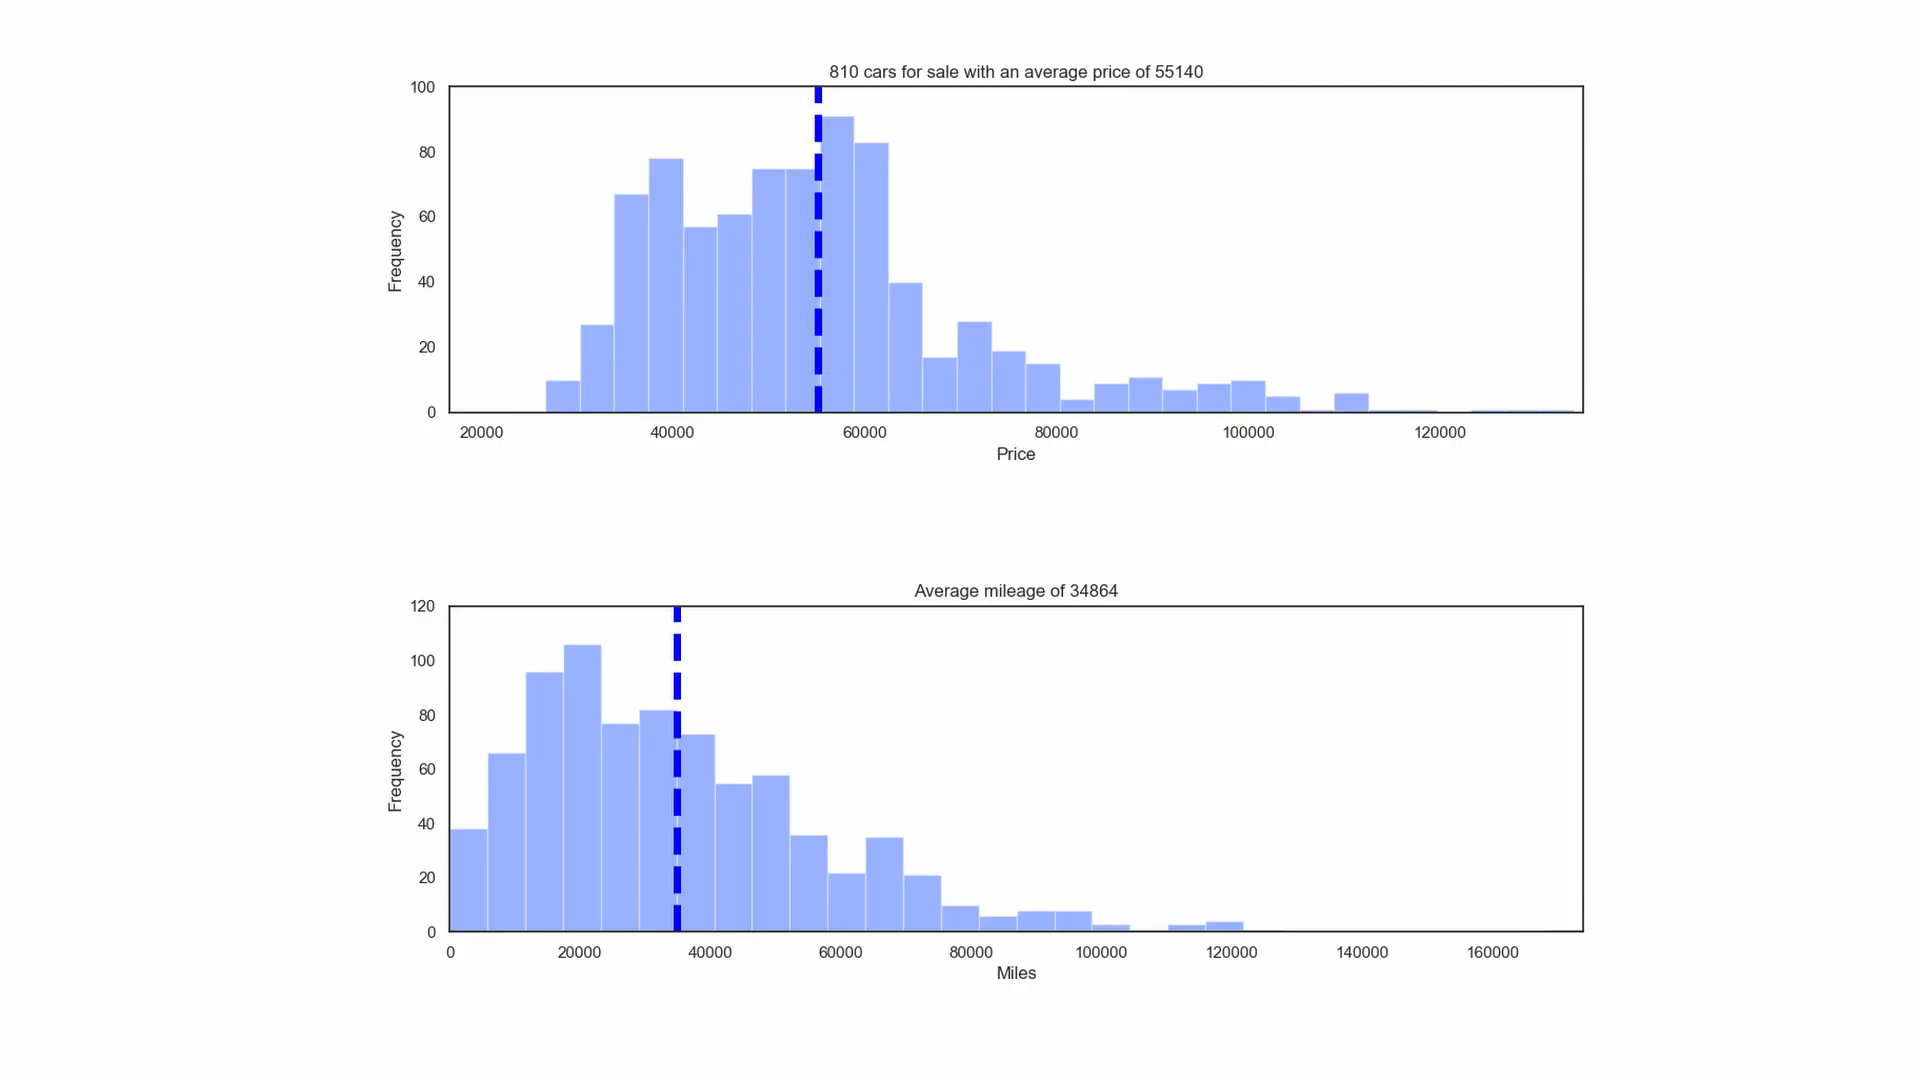 810 cars for sale with an average price of 55140
100
80
60
40
20
0
Frequency
20000 40000 60000 80000 100000 120000
Price
Average mileage of 34864
120
100
80
60
40
20
0
Frequency
0 20000 40000 60000 80000 100000 120000 140000 160000
Miles